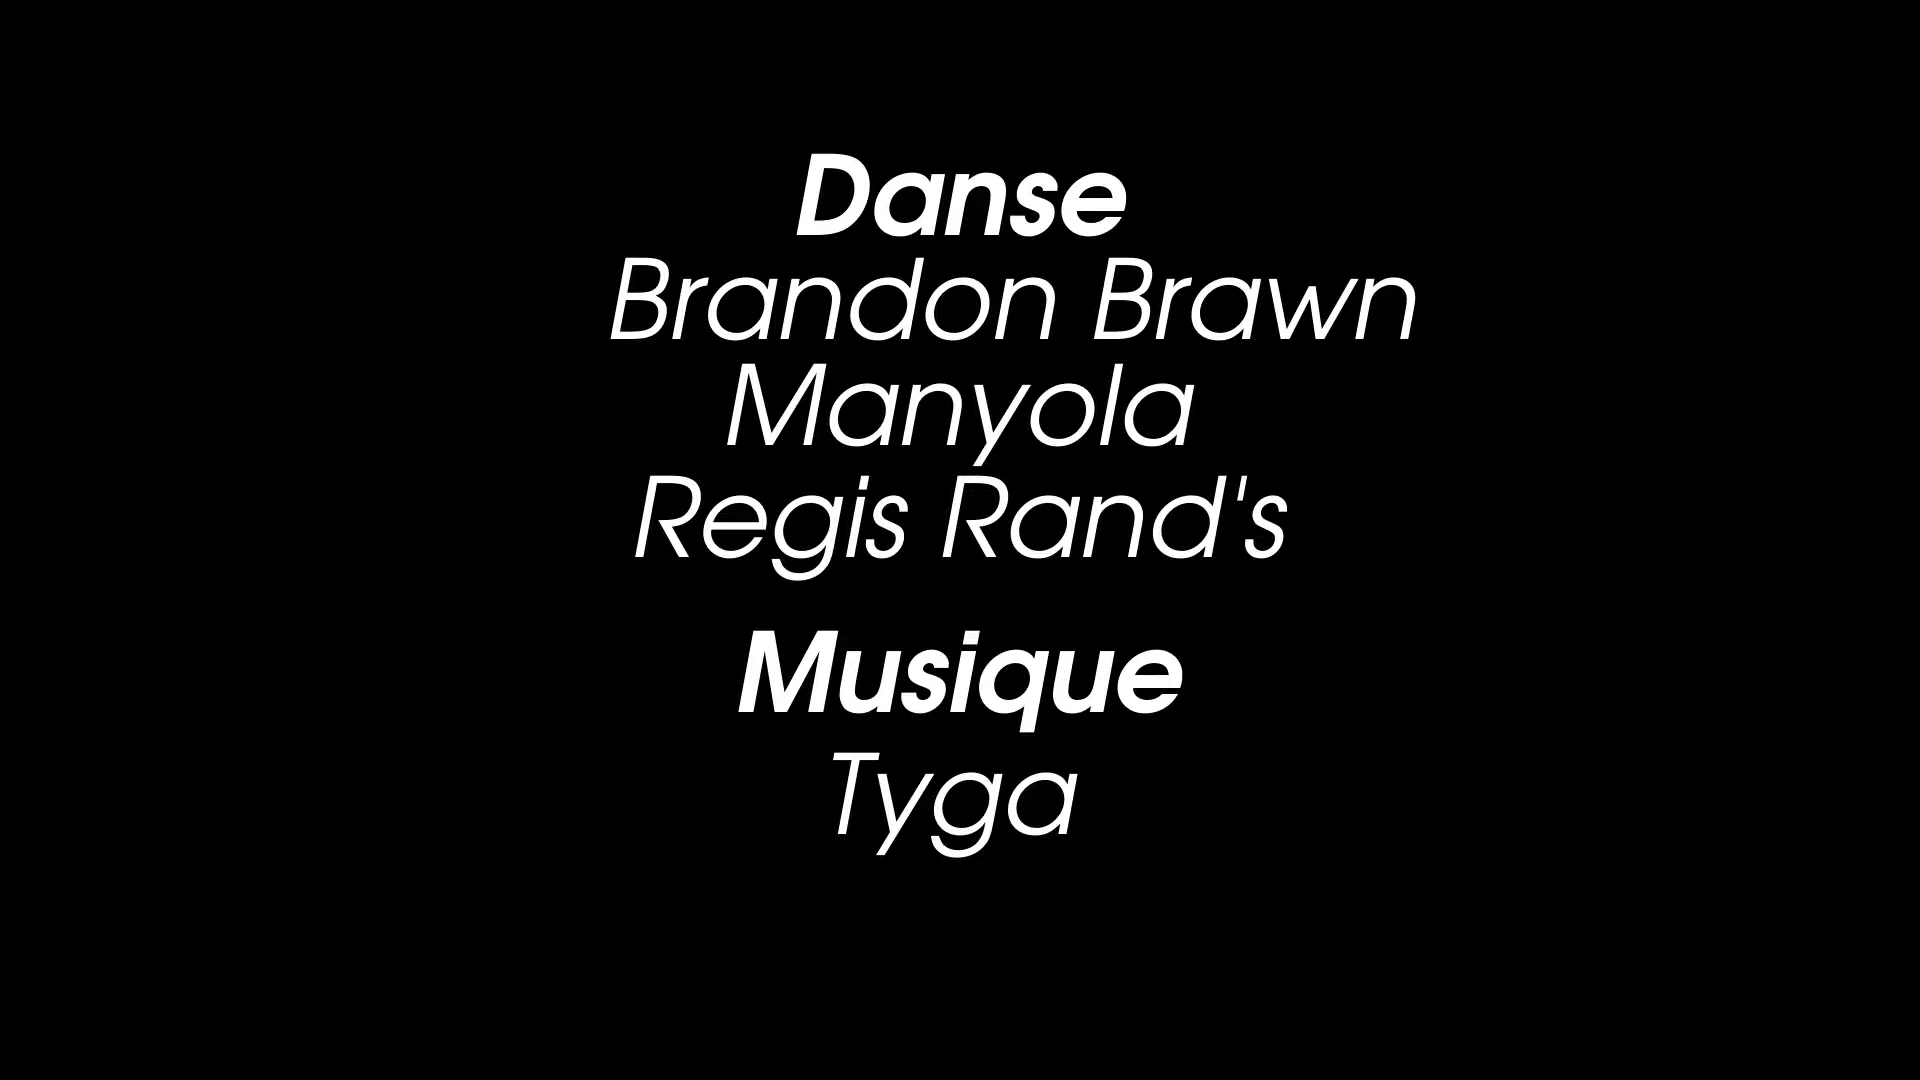 Danse
Brandon Brawn
Manyola
Regis Rand's
Musique
Tyga